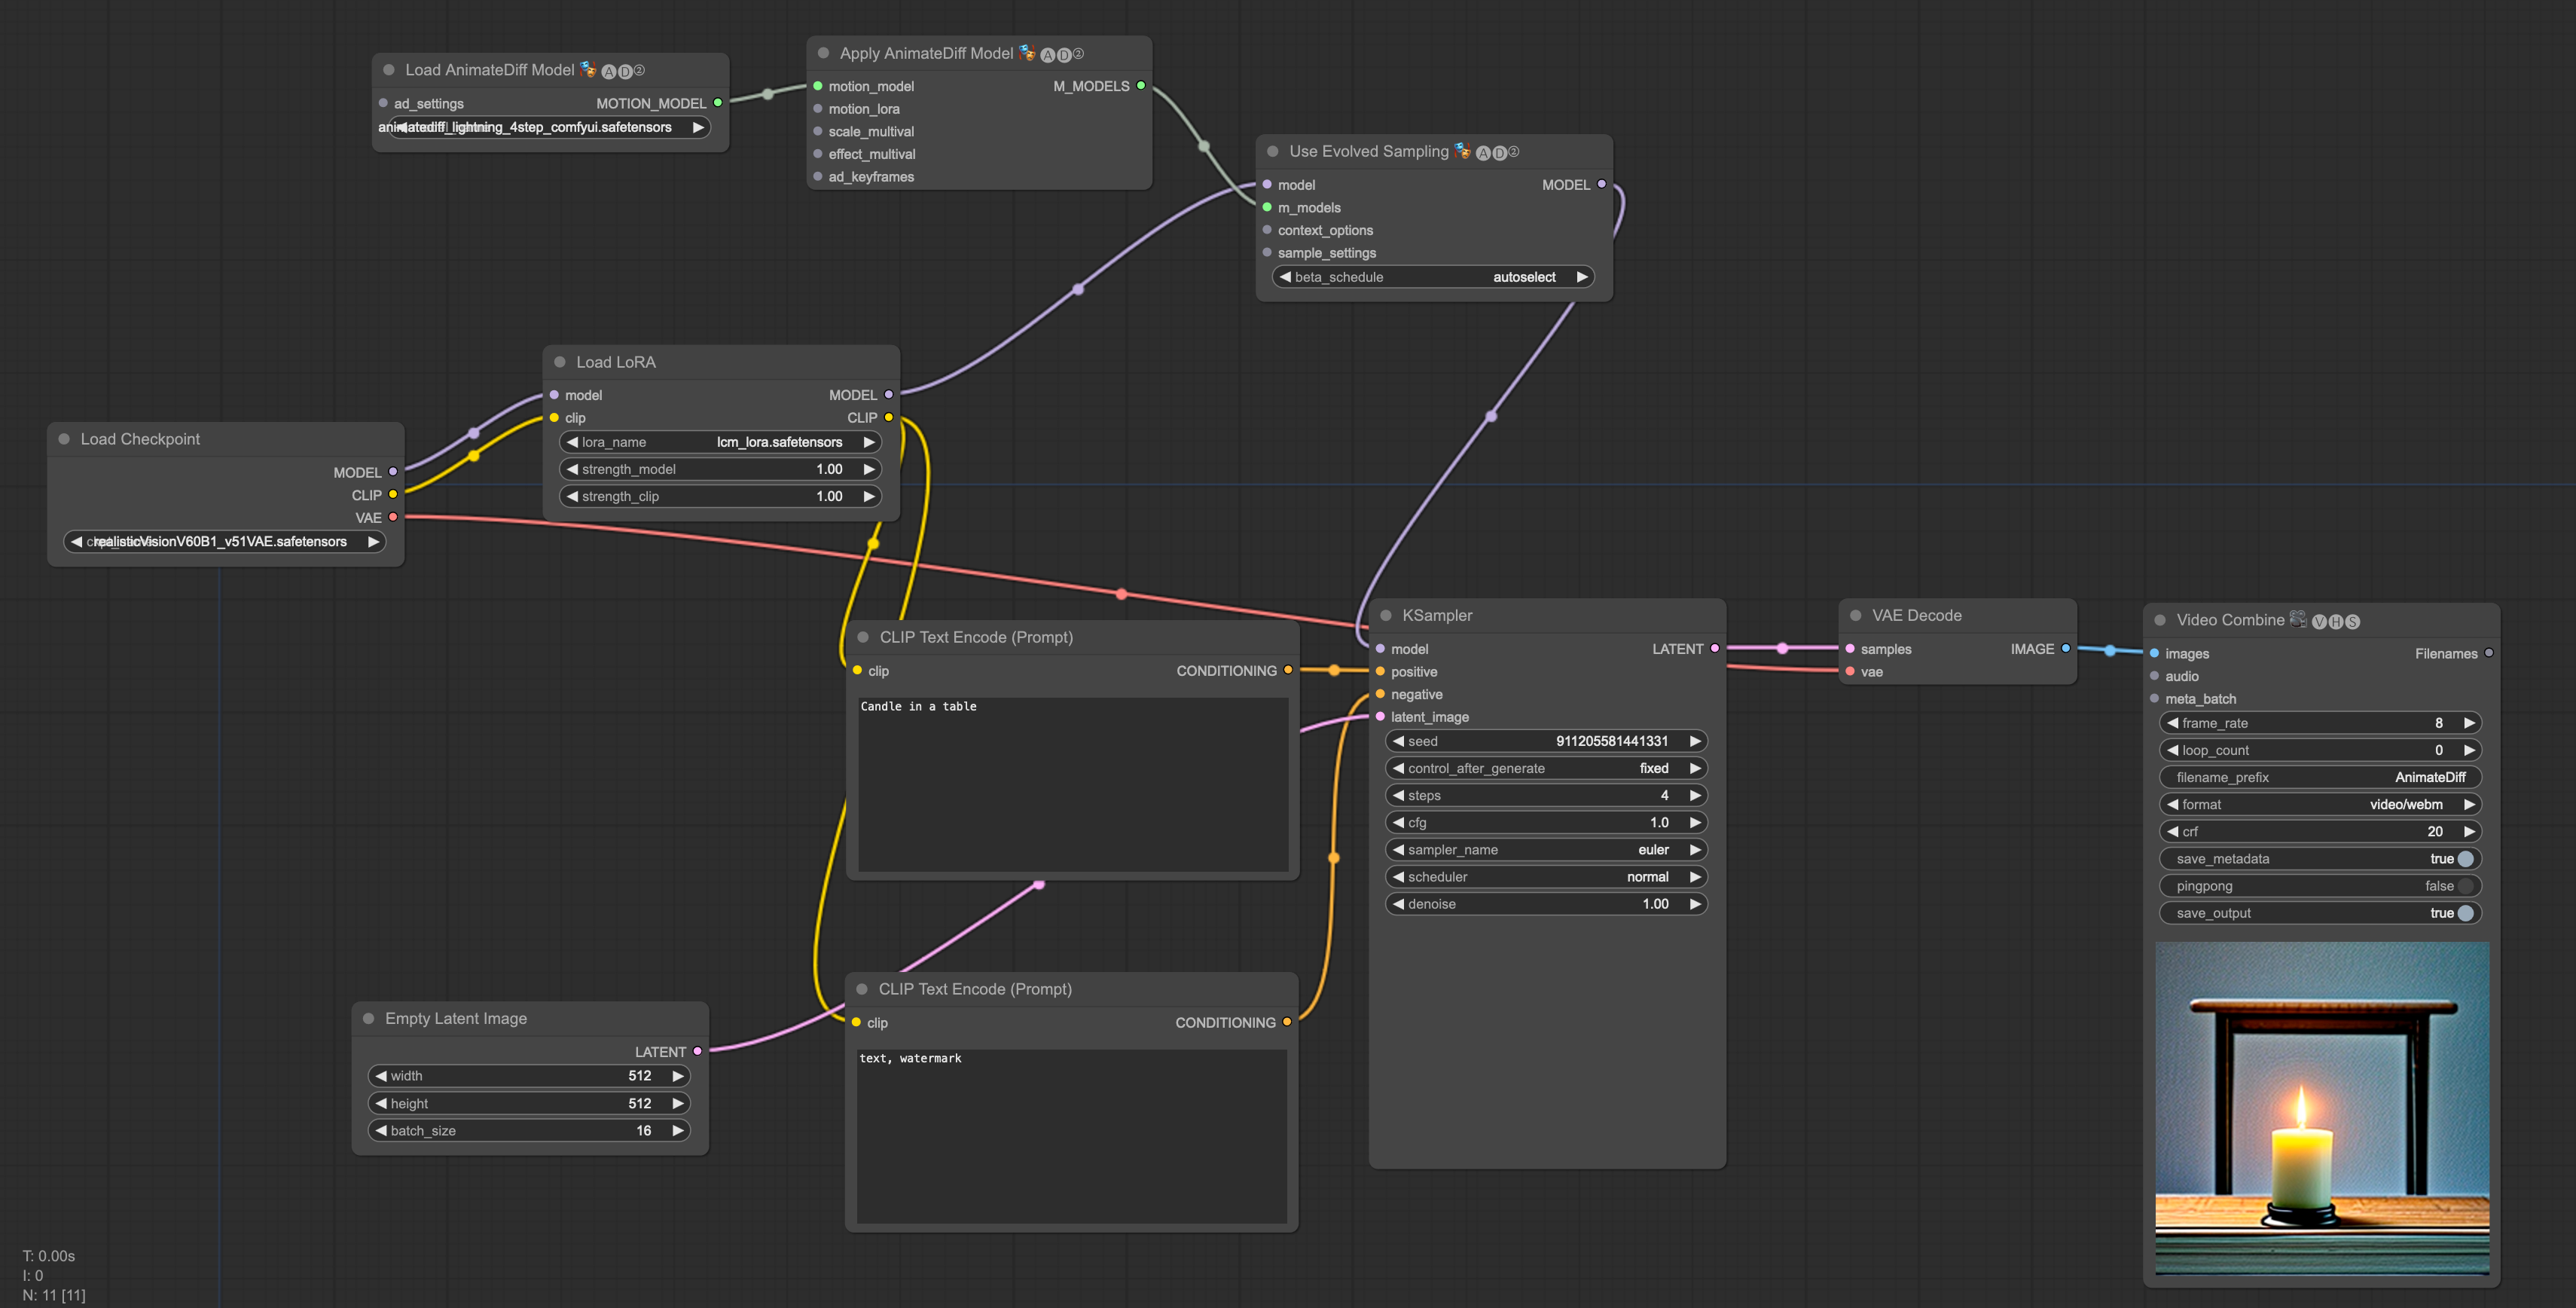 Load AnimateDiff Model 🎭🅐🅓②
ad_settings
MOTION_MODEL
animatediff_lightning_4step_comfyui.safetensors
Apply AnimateDiff Model 🎭🅐🅓②
motion_model
M_MODELS
motion_lora
scale_multival
effect_multival
ad_keyframes
Use Evolved Sampling 🎭🅐🅓②
model
MODEL
m_models
context_options
sample_settings
beta_schedule
autoselect
Load LoRA
model
MODEL
clip
CLIP
lora_name
lcm_lora.safetensors
strength_model
1.00
strength_clip
1.00
Load Checkpoint
MODEL
CLIP
VAE
realisticVisionV60B1_v51VAE.safetensors
CLIP Text Encode (Prompt)
clip
CONDITIONING
Candle in a table
KSampler
model
LATENT
positive
negative
latent_image
seed
911205581441331
control_after_generate
fixed
steps
4
cfg
1.0
sampler_name
euler
scheduler
normal
denoise
1.00
VAE Decode
samples
IMAGE
vae
Video Combine 🎥🅥🅗🅢
images
Filenames
audio
meta_batch
frame_rate
8
loop_count
0
filename_prefix
AnimateDiff
format
video/webm
crf
20
save_metadata
true
pingpong
false
save_output
true
Empty Latent Image
LATENT
width
512
height
512
batch_size
16
CLIP Text Encode (Prompt)
clip
CONDITIONING
text, watermark
T: 0.00s
I: 0
N: 11 [11]